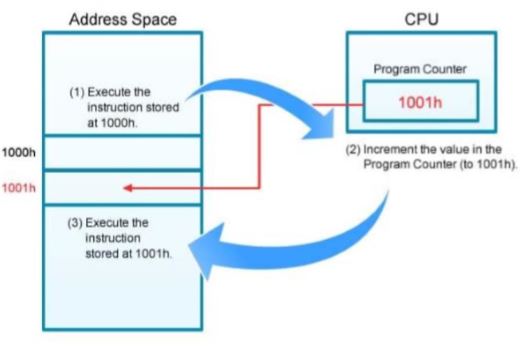 Address Space
CPU
(1) Execute the
instruction stored
at 1000h.
Program Counter
1001h
(2) Increment the value in the
Program Counter (to 1001h).
1000h
1001h
(3) Execute the
instruction
stored at 1001h.